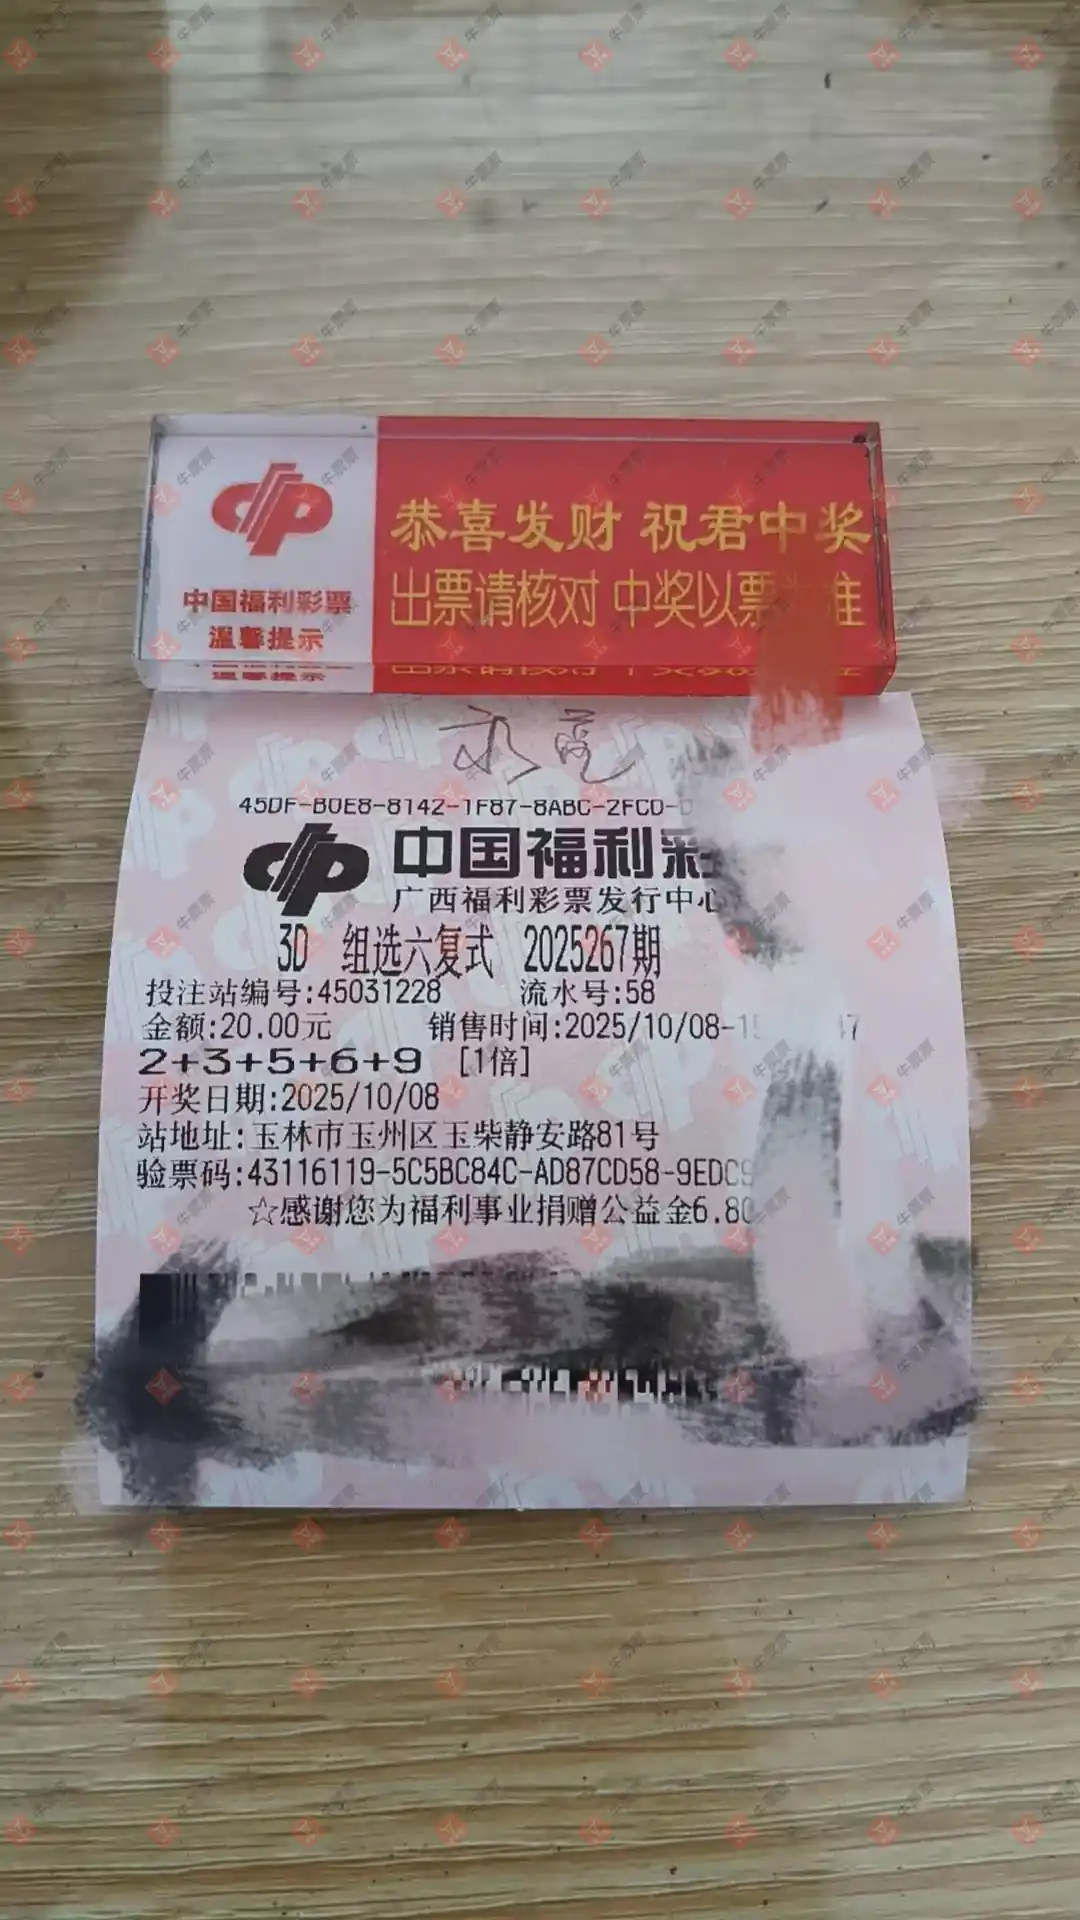 恭喜发财 祝君中奖
出票请核对 中奖以票 准
中国福利彩票
温馨提示
45DF-B0E8-8142-1F87-8ABC-2FCD-
中国福利彩
广西福利彩票发行中心
3D 组选六复式 2025267期
投注站编号:45031228 流水号:58
金额:20.00元 销售时间:2025/10/08-15 47
2+3+5+6+9 [1倍]
开奖日期:2025/10/08
站地址:玉林市玉州区玉柴静安路81号
验票码:43116119-5C5BC84C-AD87CD58-9EDC9
☆感谢您为福利事业捐赠公益金6.80
牛票票